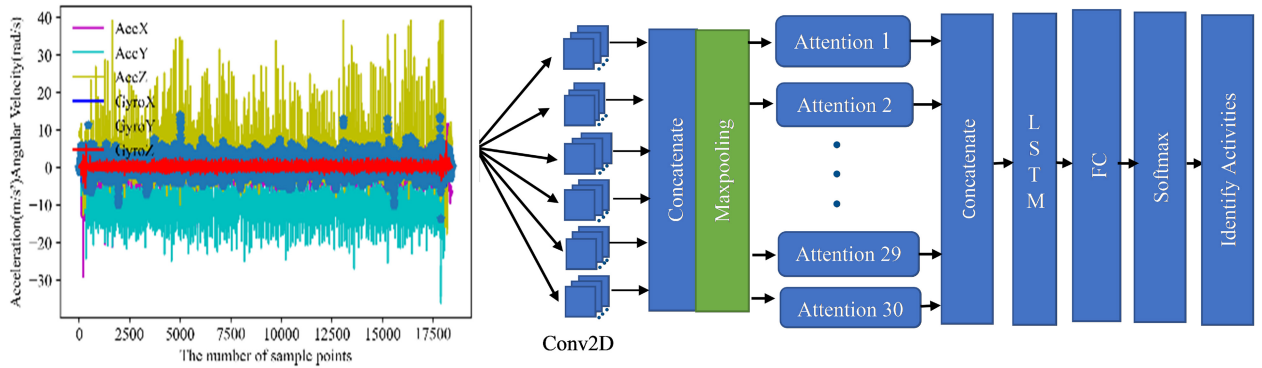 Acceleration(m/s²)Angular Velocity(rad/s)
40
30
20
10
0
−10
−20
−30
AccX
AccY
AccZ
GyroX
GyroY
GyroZ
0
2500
5000
7500
10000
12500
15000
17500
The number of sample points
Conv2D
Concatenate
Maxpooling
Attention 1
Attention 2
Attention 29
Attention 30
Concatenate
LSTM
FC
Softmax
Identify Activities